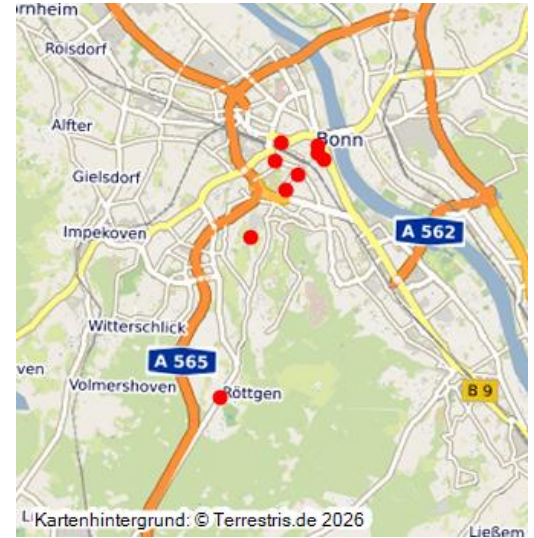 rnheim
Roisdorf
Alfter
Bonn
Gielsdorf
Impekoven
A 562
Witterschlick
ven
A 565
Volmershoven
Röttgen
B 9
Kartenhintergrund: © Terrestris.de 2026
Ließem